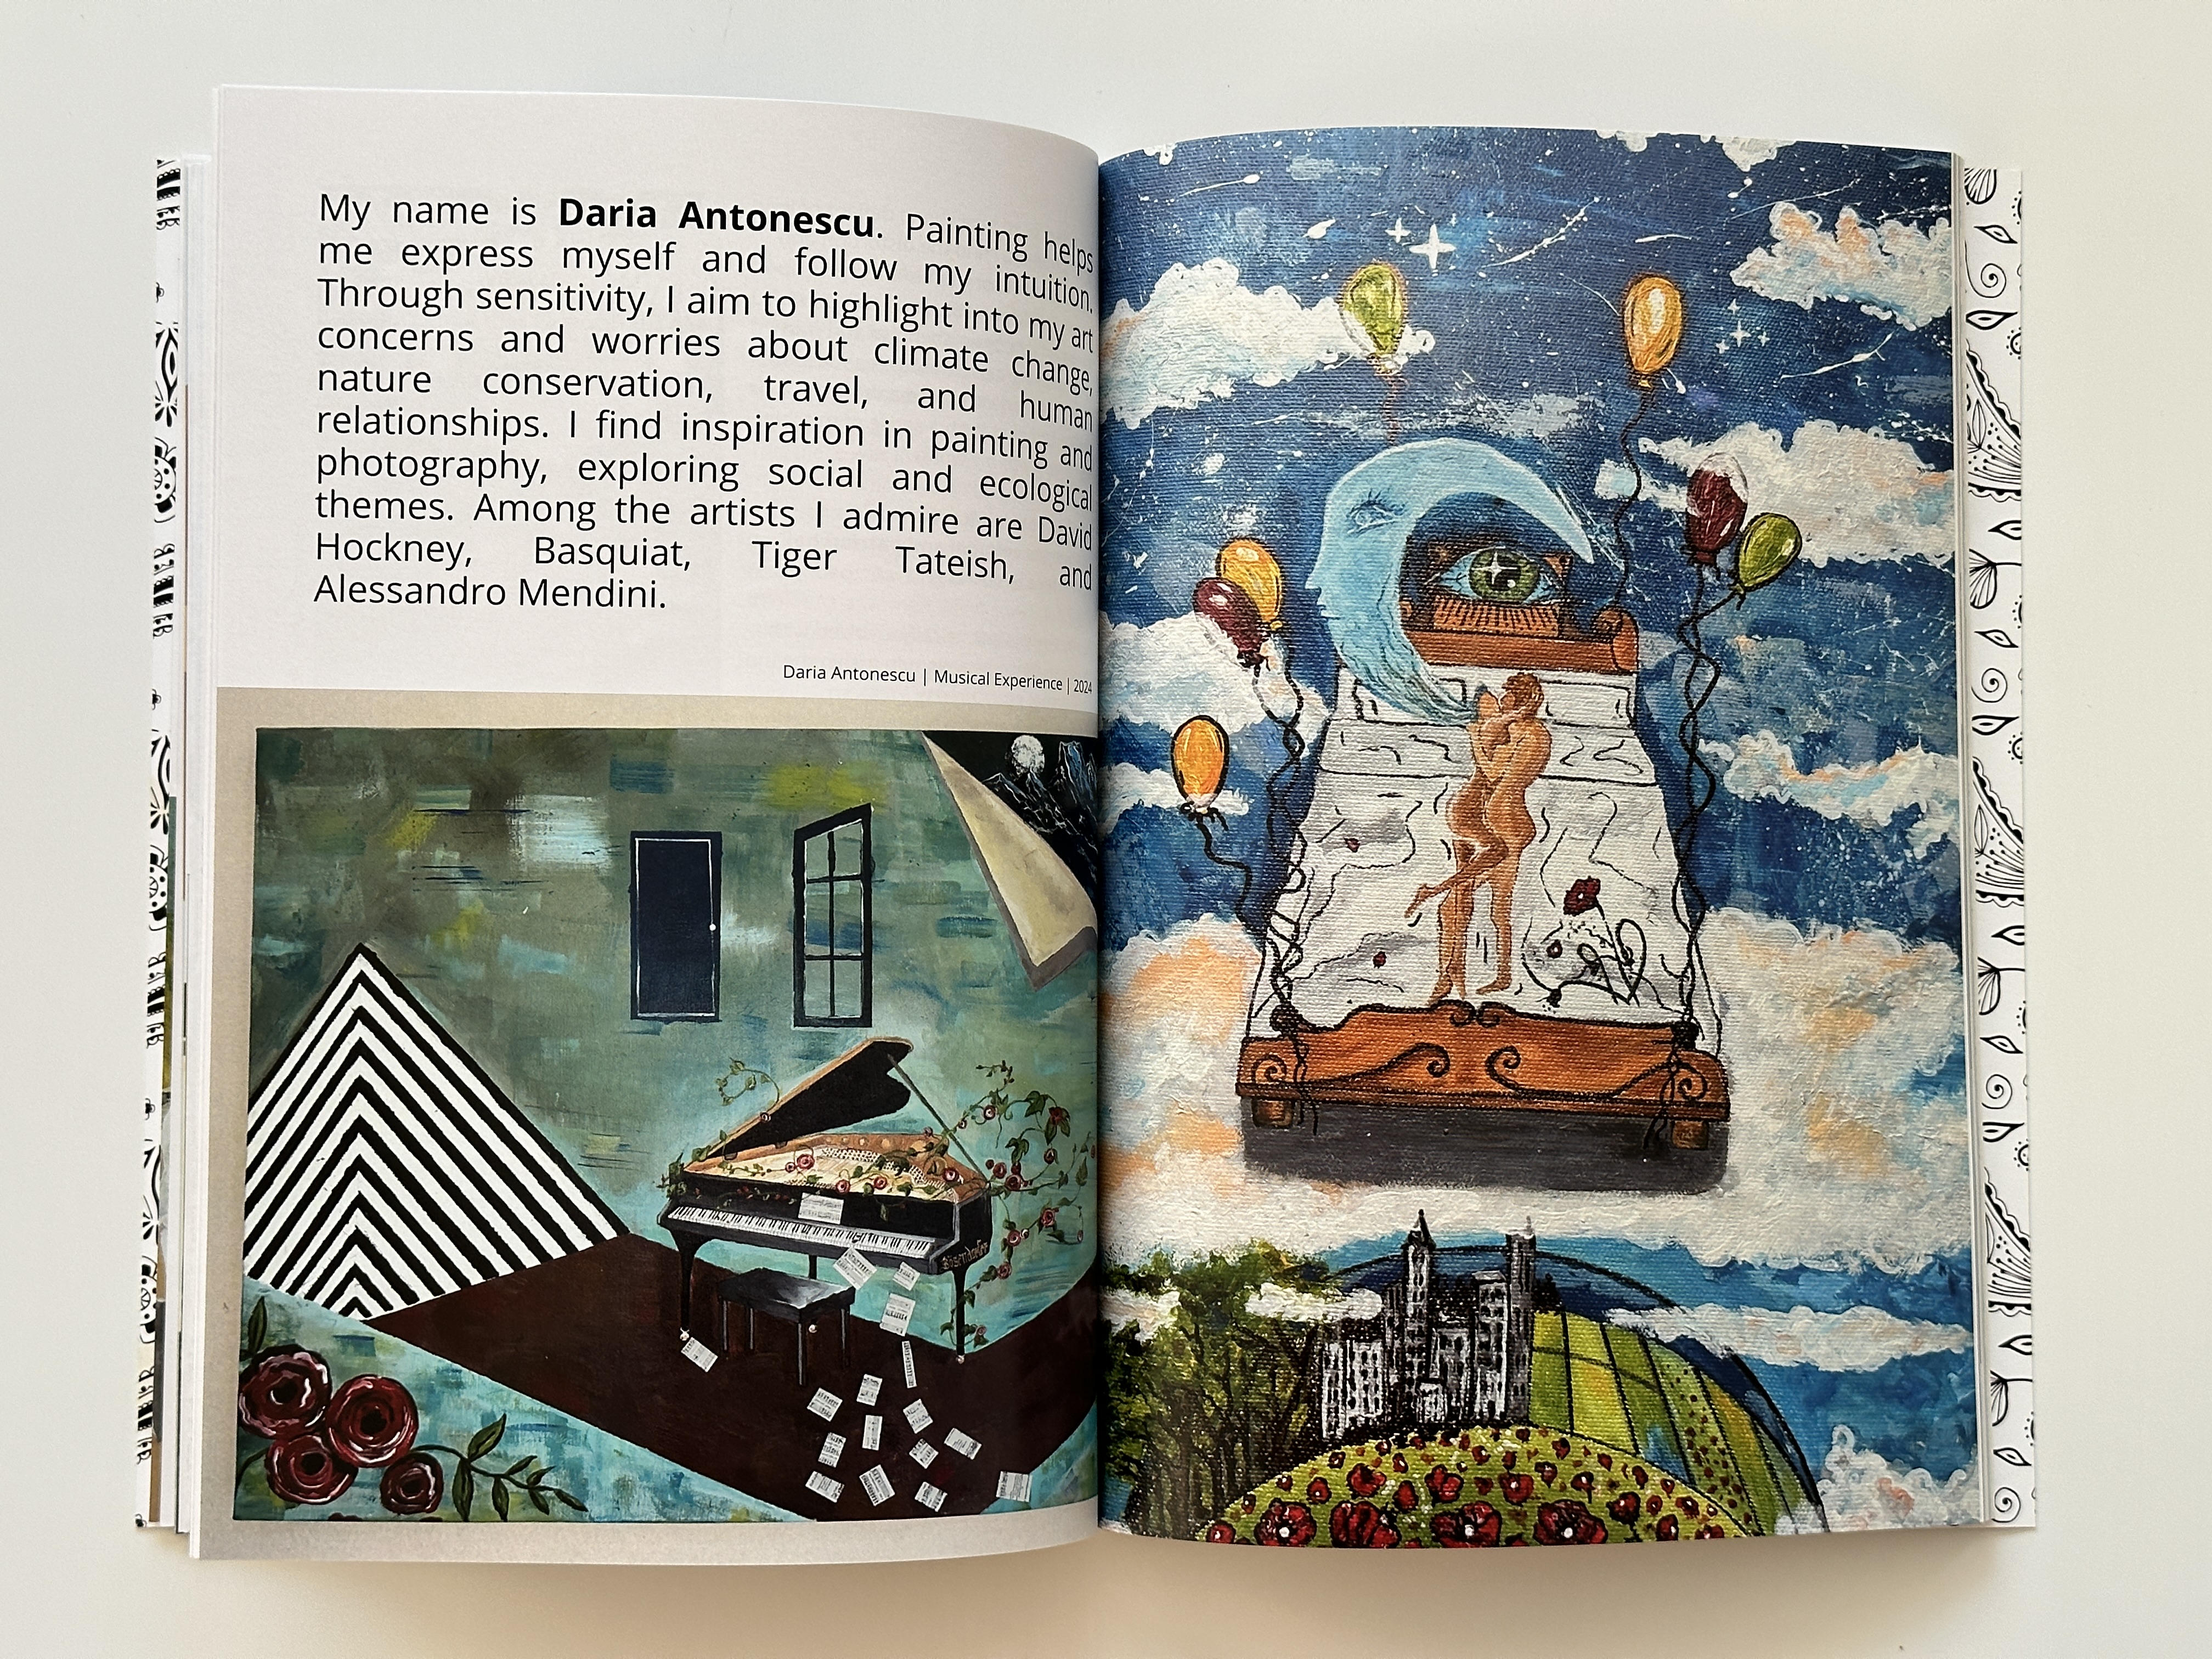 My name is Daria Antonescu. Painting helps
me express myself and follow my intuition.
Through sensitivity, I aim to highlight into my art
concerns and worries about climate change,
nature conservation, travel, and human
relationships. I find inspiration in painting and
photography, exploring social and ecological
themes. Among the artists I admire are David
Hockney, Basquiat, Tiger Tateish, and
Alessandro Mendini.
Daria Antonescu | Musical Experience | 2024
Bösendorfer